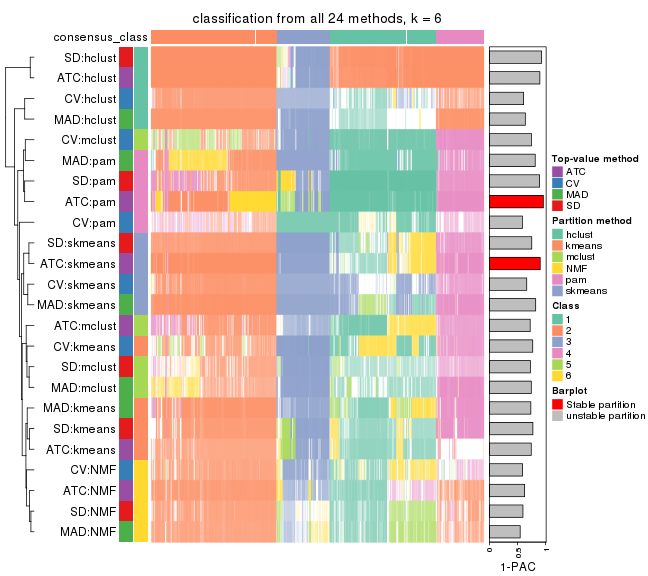 classification from all 24 methods, k = 6
consensus_class
SD:hclust
ATC:hclust
CV:hclust
MAD:hclust
CV:mclust
MAD:pam
SD:pam
ATC:pam
CV:pam
SD:skmeans
ATC:skmeans
CV:skmeans
MAD:skmeans
ATC:mclust
CV:kmeans
SD:mclust
MAD:mclust
MAD:kmeans
SD:kmeans
ATC:kmeans
CV:NMF
ATC:NMF
SD:NMF
MAD:NMF
0
0.5
1
1-PAC
Top-value method
ATC
CV
MAD
SD
Partition method
hclust
kmeans
mclust
NMF
pam
skmeans
Class
1
2
3
4
5
6
Barplot
Stable partition
unstable partition